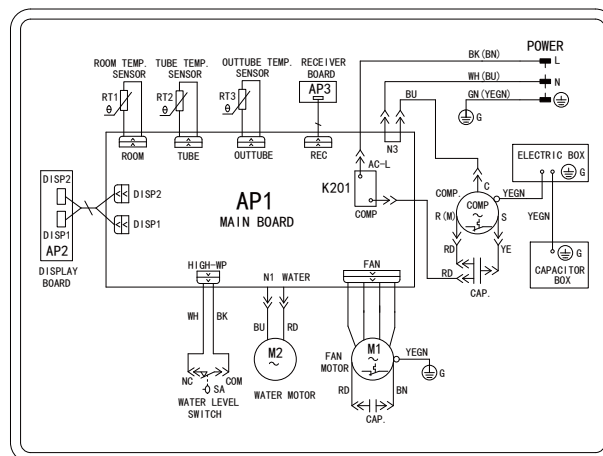 ROOM TEMP. SENSOR
TUBE TEMP. SENSOR
OUTTUBE TEMP. SENSOR
RECEIVER BOARD
POWER
BK(BN)
L
WH(BU)
N
GN(YEGN)
G
BU
RT1
θ
RT2
θ
RT3
θ
AP3
ROOM
TUBE
OUTTUBE
REC
N3
AC-L
K201
COMP
AP1
MAIN BOARD
DISP2
DISP1
AP2
DISPLAY BOARD
DISP2
DISP1
ELECTRIC BOX
G
COMP.
C
YEGN
R(M)
COMP
S
YEGN
RD
YE
RD
CAP.
G
CAPACITOR BOX
HIGH-WP
N1
WATER
FAN
WH
BK
BU
RD
NC
COM
SA
WATER LEVEL SWITCH
M2
WATER MOTOR
FAN MOTOR
M1
YEGN
G
RD
BN
CAP.